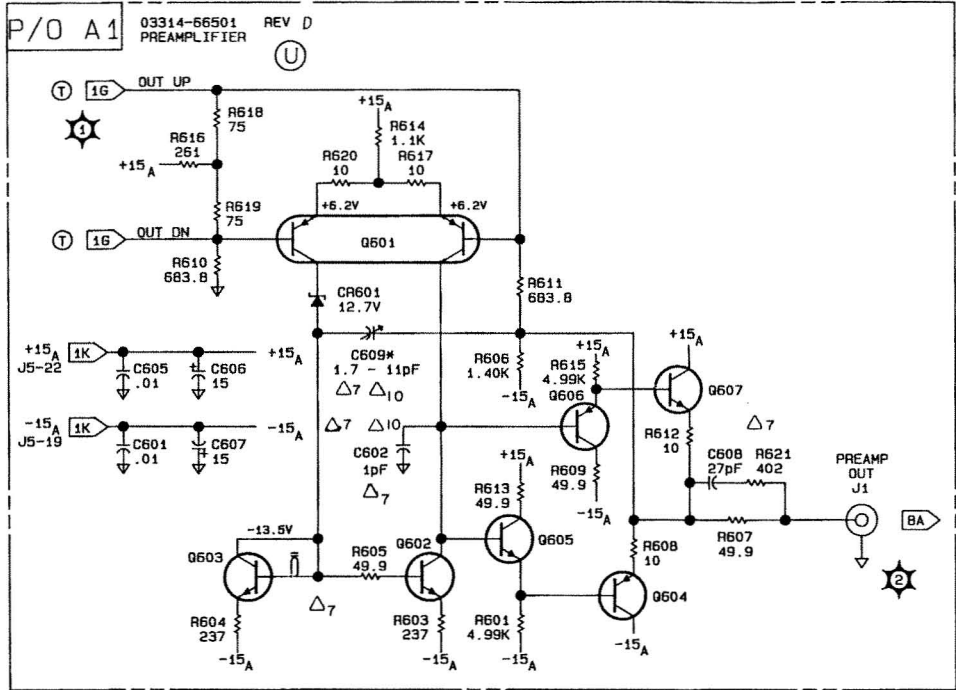 P/O A1
03314-66501 REV D
PREAMPLIFIER
U
T 1G OUT UP
1
R618
75
R616
261
+15A
R619
75
T 1G OUT DN
R610
683.8
+15A
R614
1.1K
R620
10
R617
10
+6.2V
+6.2V
Q601
CR601
12.7V
R611
683.8
C609*
1.7 - 11pF
△7 △10
△7 △10
R606
1.40K
-15A
+15A
J5-22
1K
C605
.01
+
C606
15
+15A
-15A
J5-19
1K
C601
.01
C607
+
15
-15A
C602
1pF
△7
+15A
R615
4.99K
Q606
+15A
Q607
R612
10
△7
C608
27pF
R621
402
PREAMP
OUT
J1
8A
R609
49.9
-15A
+15A
R613
49.9
Q605
R607
49.9
2
R608
10
Q604
-15A
-13.5V
Q603
R605
49.9
Q602
△7
R604
237
-15A
R603
237
-15A
R601
4.99K
-15A